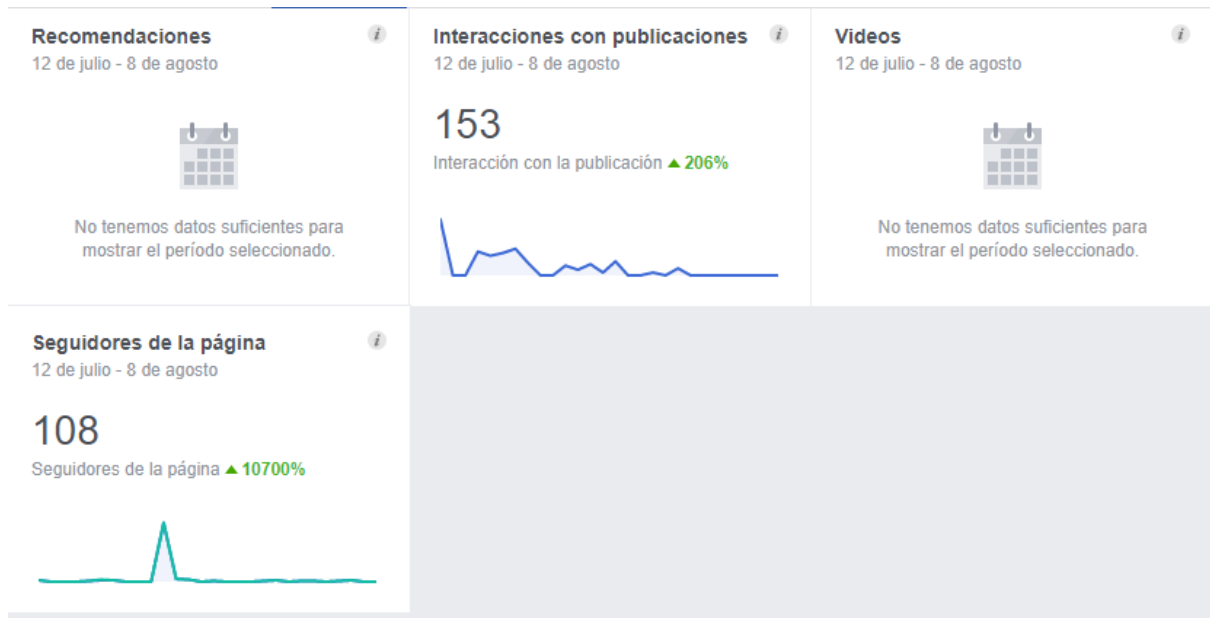 Recomendaciones
12 de julio - 8 de agosto
No tenemos datos suficientes para
mostrar el período seleccionado.
Interacciones con publicaciones
12 de julio - 8 de agosto
153
Interacción con la publicación ▲ 206%
Videos
12 de julio - 8 de agosto
No tenemos datos suficientes para
mostrar el período seleccionado.
Seguidores de la página
12 de julio - 8 de agosto
108
Seguidores de la página ▲ 10700%